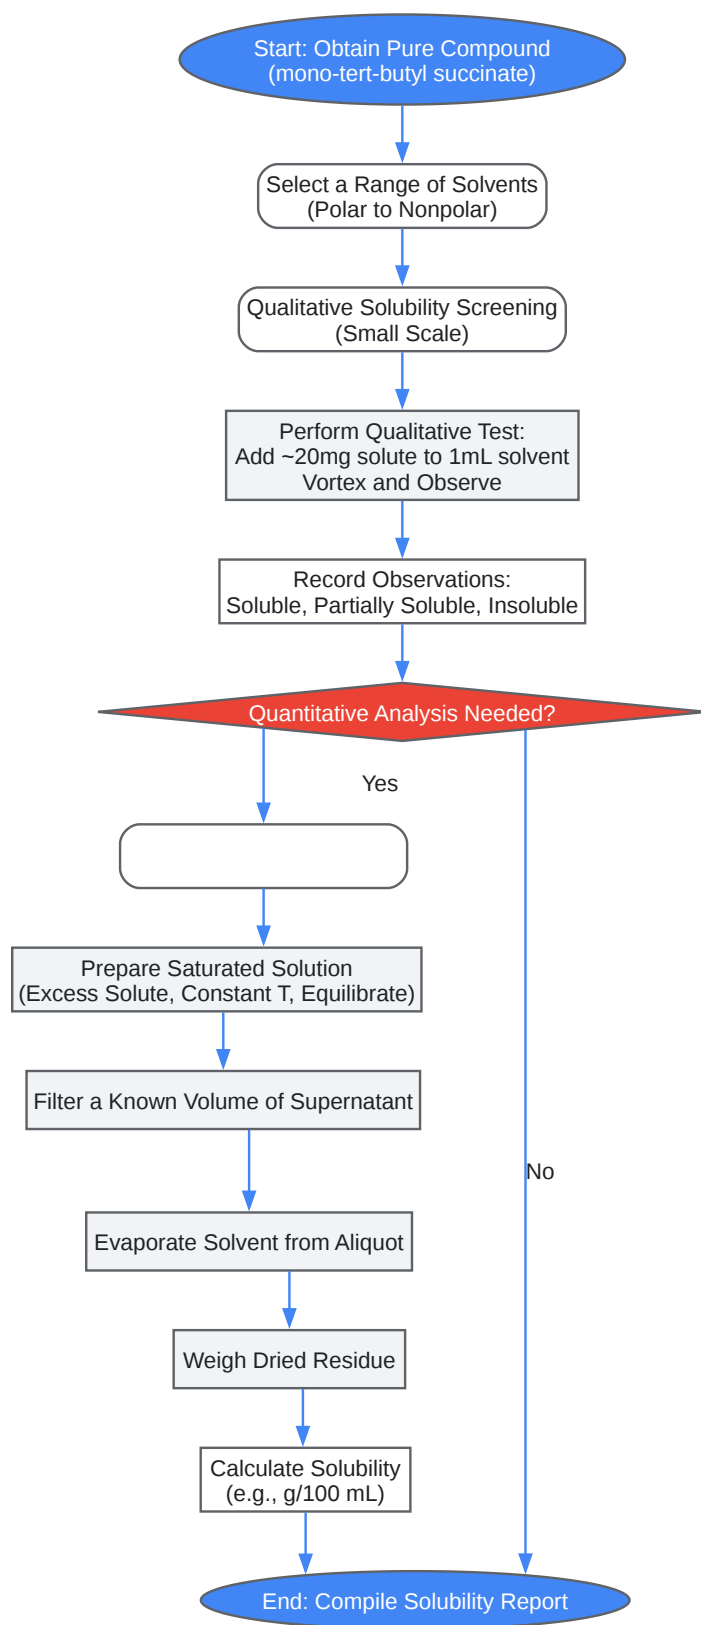 Start: Obtain Pure Compound
(mono-tert-butyl succinate)
Select a Range of Solvents
(Polar to Nonpolar)
Qualitative Solubility Screening
(Small Scale)
Perform Qualitative Test:
Add ~20mg solute to 1mL solvent
Vortex and Observe
Record Observations:
Soluble, Partially Soluble, Insoluble
Quantitative Analysis Needed?
Yes
Prepare Saturated Solution
(Excess Solute, Constant T, Equilibrate)
Filter a Known Volume of Supernatant
No
Evaporate Solvent from Aliquot
Weigh Dried Residue
Calculate Solubility
(e.g., g/100 mL)
End: Compile Solubility Report